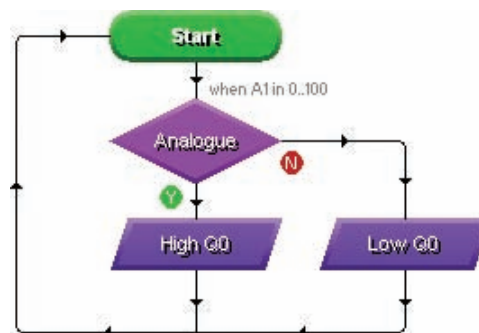 Start
when A1 in 0..100
Analogue
N
Y
High Q0
Low Q0